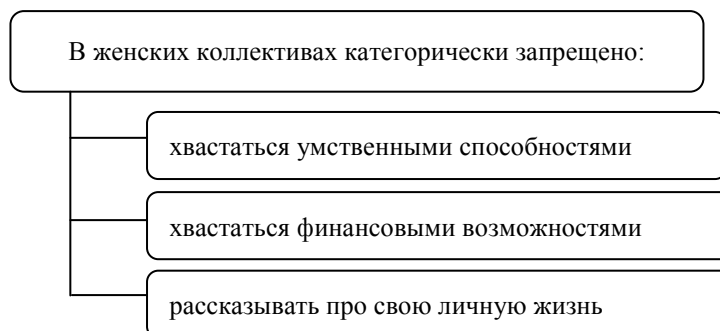 В женских коллективах категорически запрещено:
хвастаться умственными способностями
хвастаться финансовыми возможностями
рассказывать про свою личную жизнь